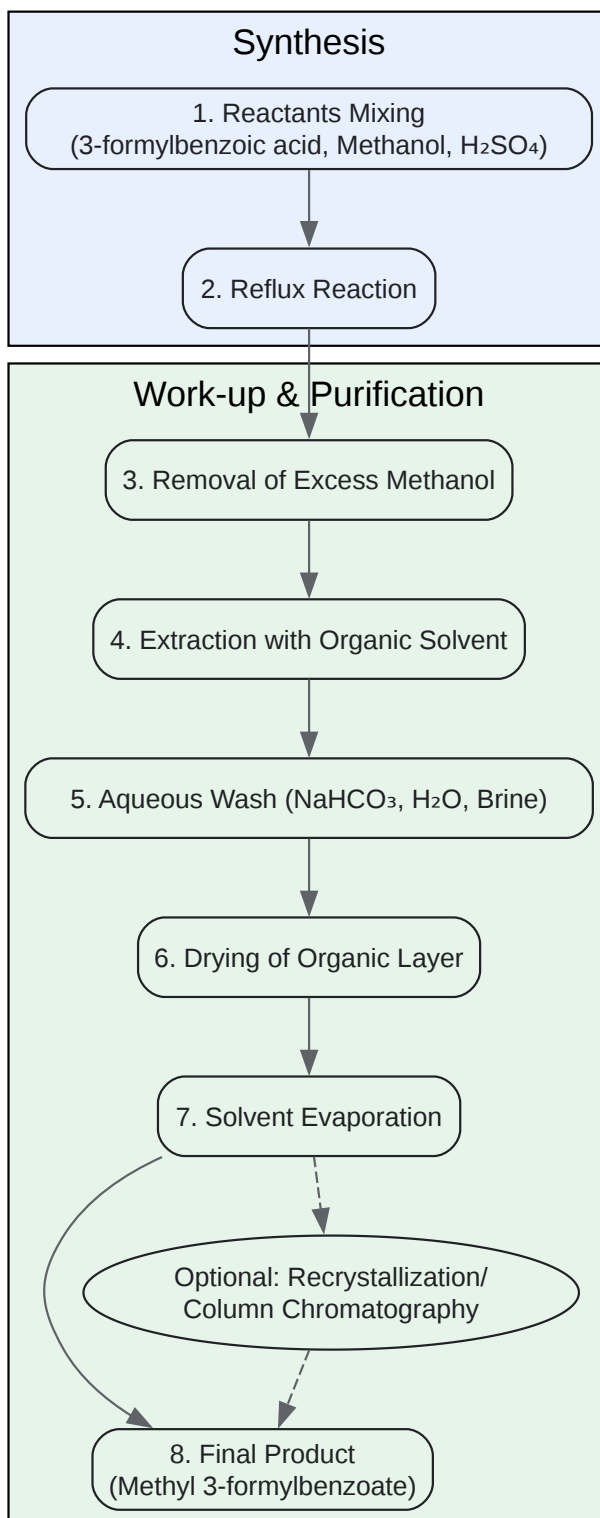 Synthesis
1. Reactants Mixing
(3-formylbenzoic acid, Methanol, H₂SO₄)
2. Reflux Reaction
Work-up & Purification
3. Removal of Excess Methanol
4. Extraction with Organic Solvent
5. Aqueous Wash (NaHCO₃, H₂O, Brine)
6. Drying of Organic Layer
7. Solvent Evaporation
Optional: Recrystallization/
Column Chromatography
8. Final Product
(Methyl 3-formylbenzoate)